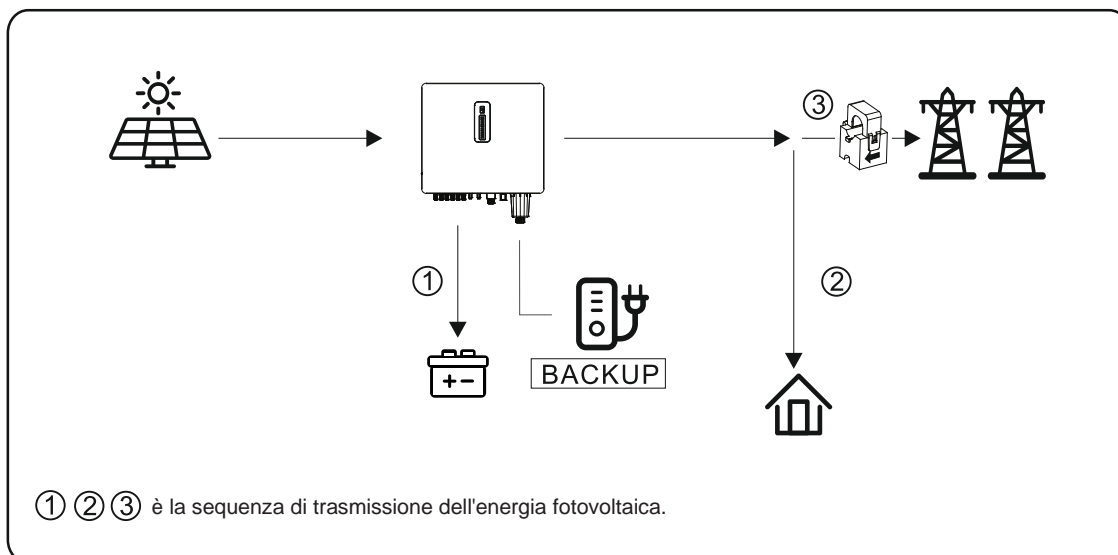 ③
①
②
+ -
BACKUP
① ② ③ è la sequenza di trasmissione dell'energia fotovoltaica.